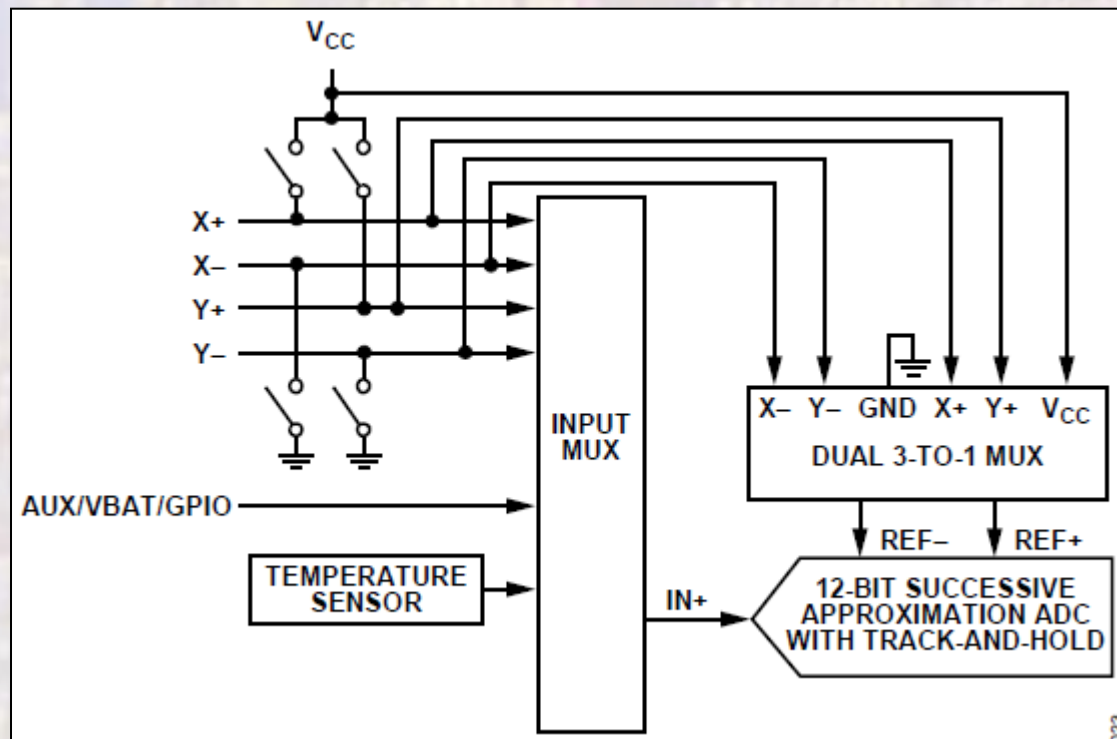 VCC
X+
X–
Y+
Y–
AUX/VBAT/GPIO
TEMPERATURE
SENSOR
INPUT
MUX
IN+
X– Y– GND X+ Y+ VCC
DUAL 3-TO-1 MUX
REF– REF+
12-BIT SUCCESSIVE
APPROXIMATION ADC
WITH TRACK-AND-HOLD